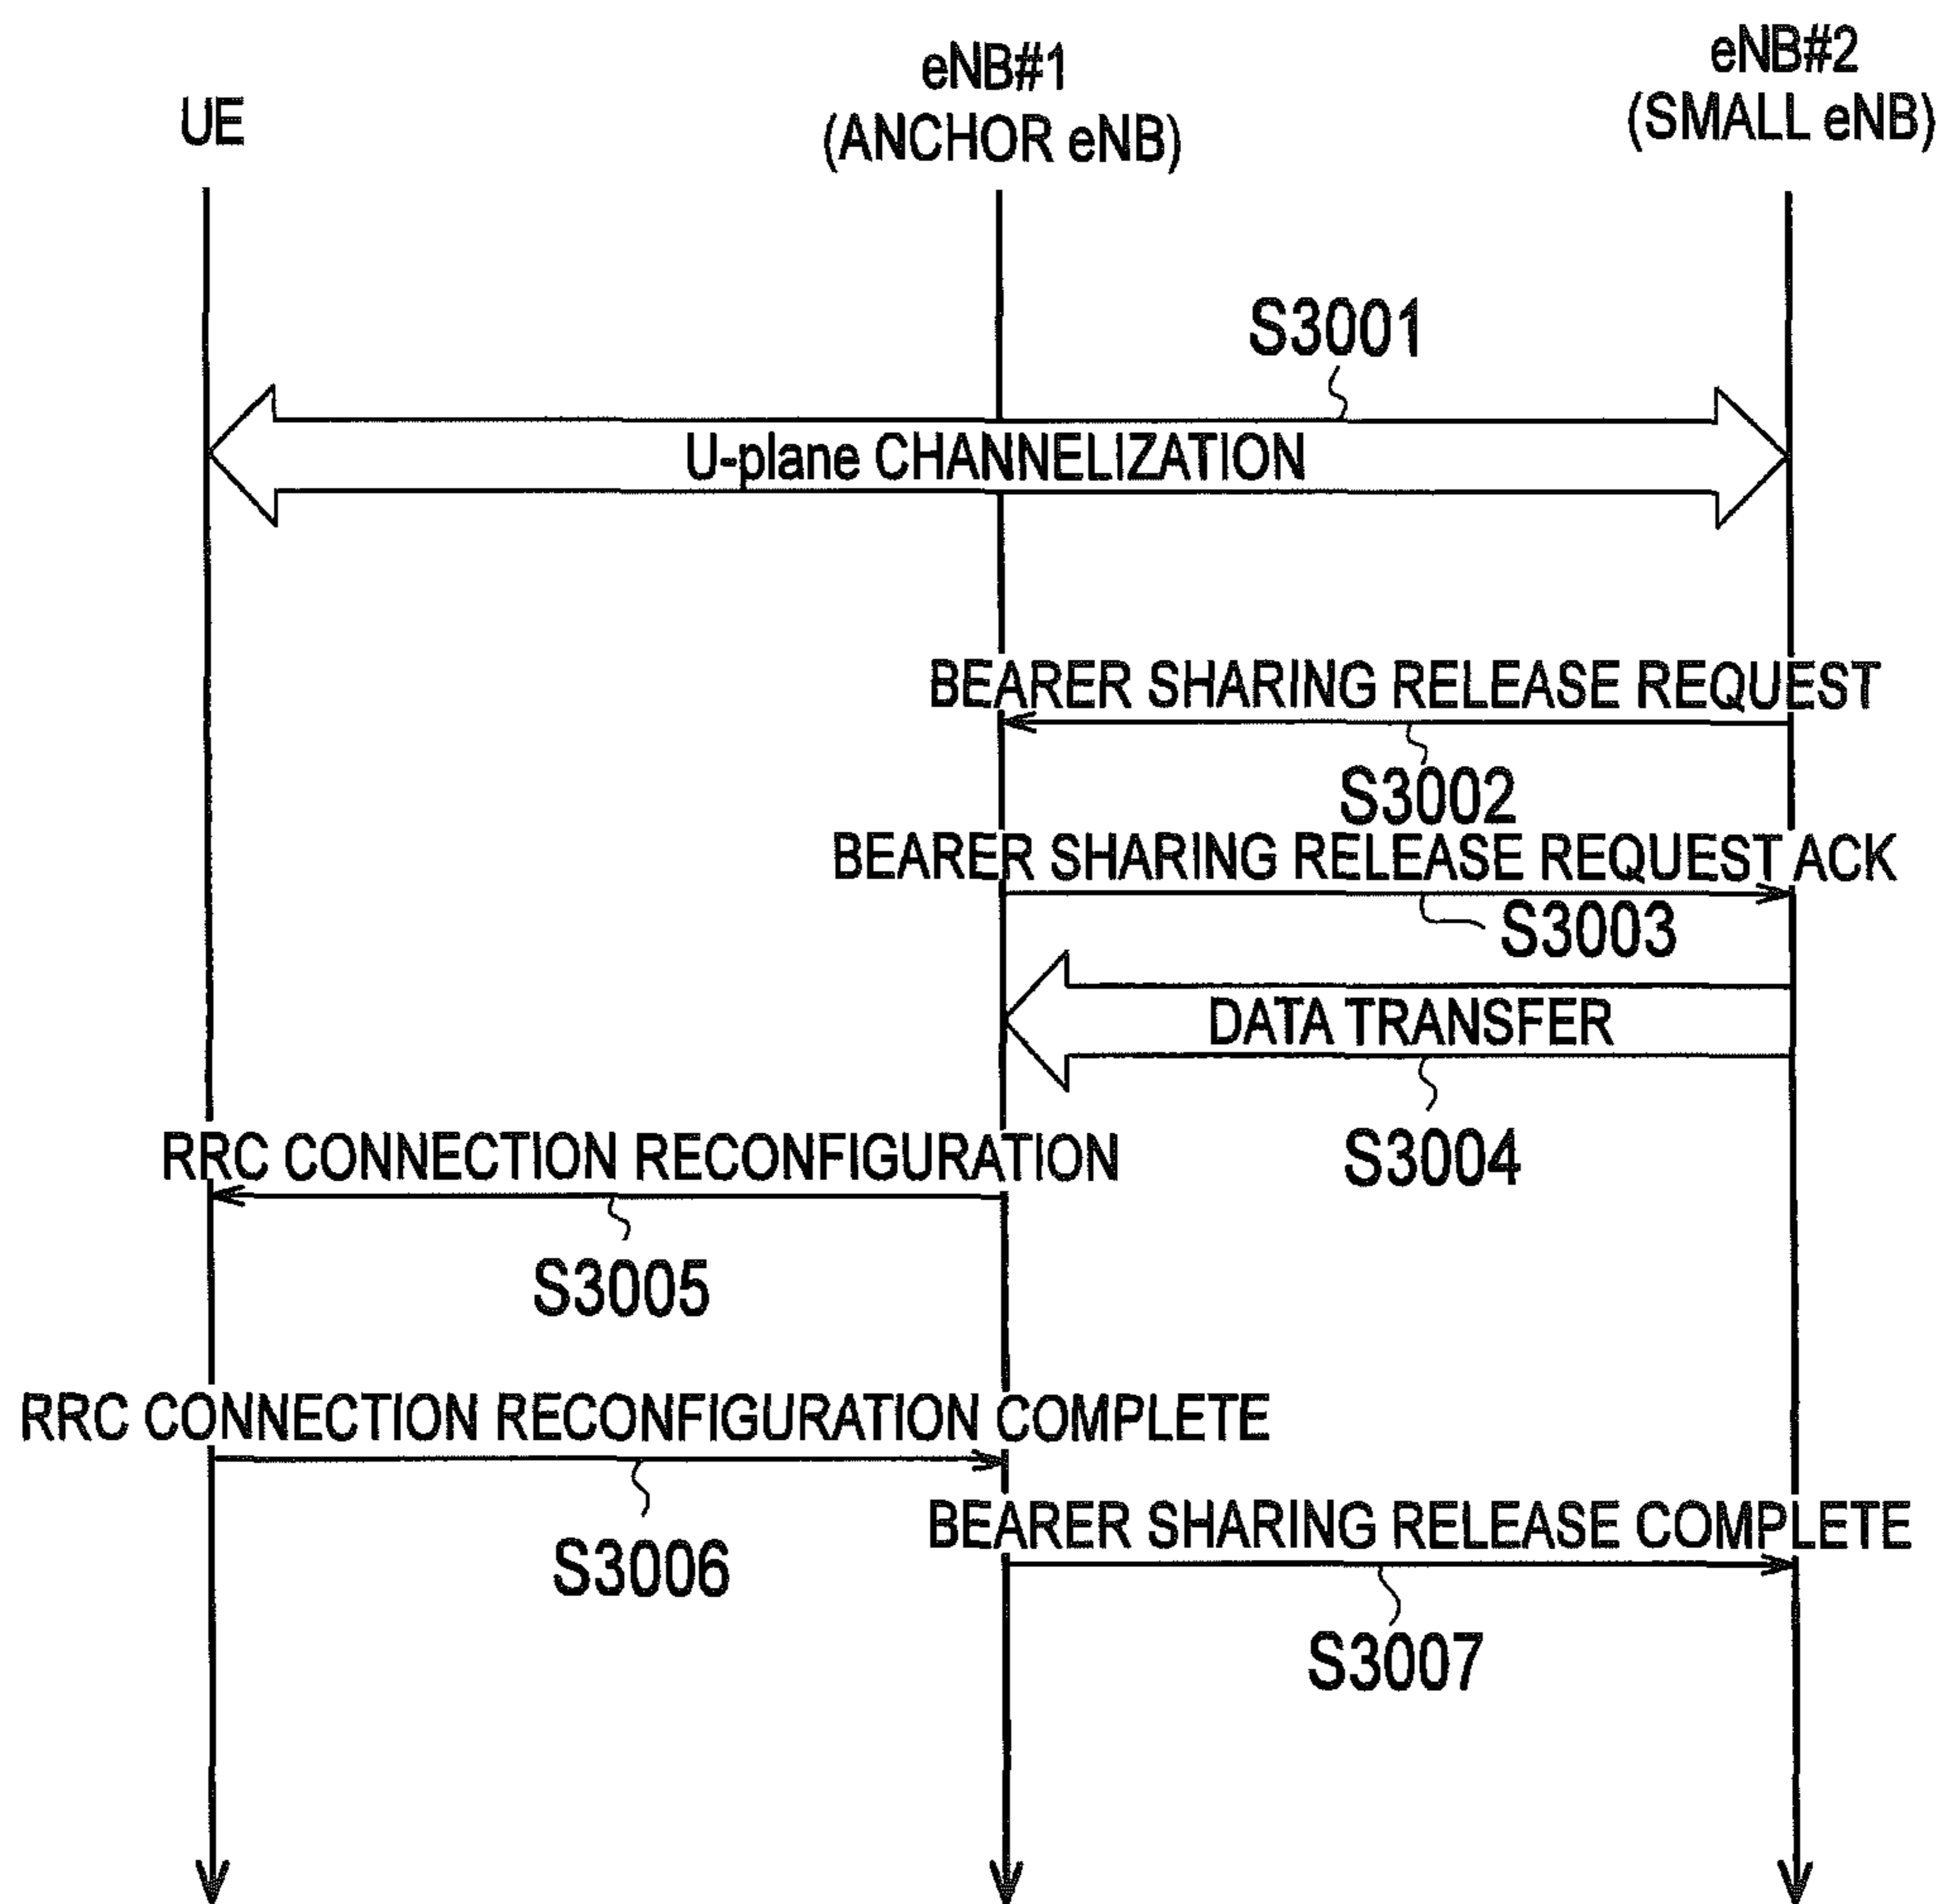 UE
eNB#1
(ANCHOR eNB)
eNB#2
(SMALL eNB)
S3001
U-plane CHANNELIZATION
BEARER SHARING RELEASE REQUEST
S3002
BEARER SHARING RELEASE REQUEST ACK
S3003
DATA TRANSFER
S3004
RRC CONNECTION RECONFIGURATION
S3005
RRC CONNECTION RECONFIGURATION COMPLETE
S3006
BEARER SHARING RELEASE COMPLETE
S3007